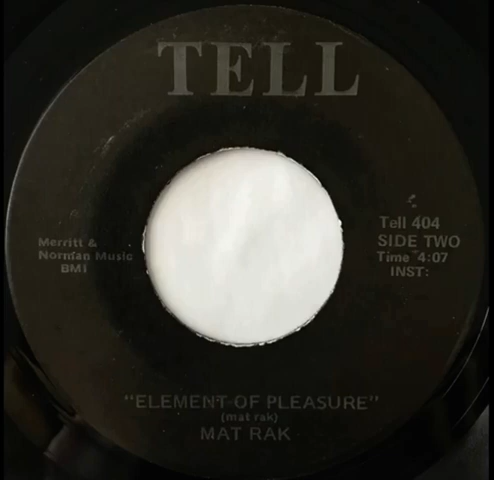 TELL
Merritt &
Norman Music
BMI
Tell 404
SIDE TWO
Time 4:07
INST:
"ELEMENT OF PLEASURE"
(mat rak)
MAT RAK